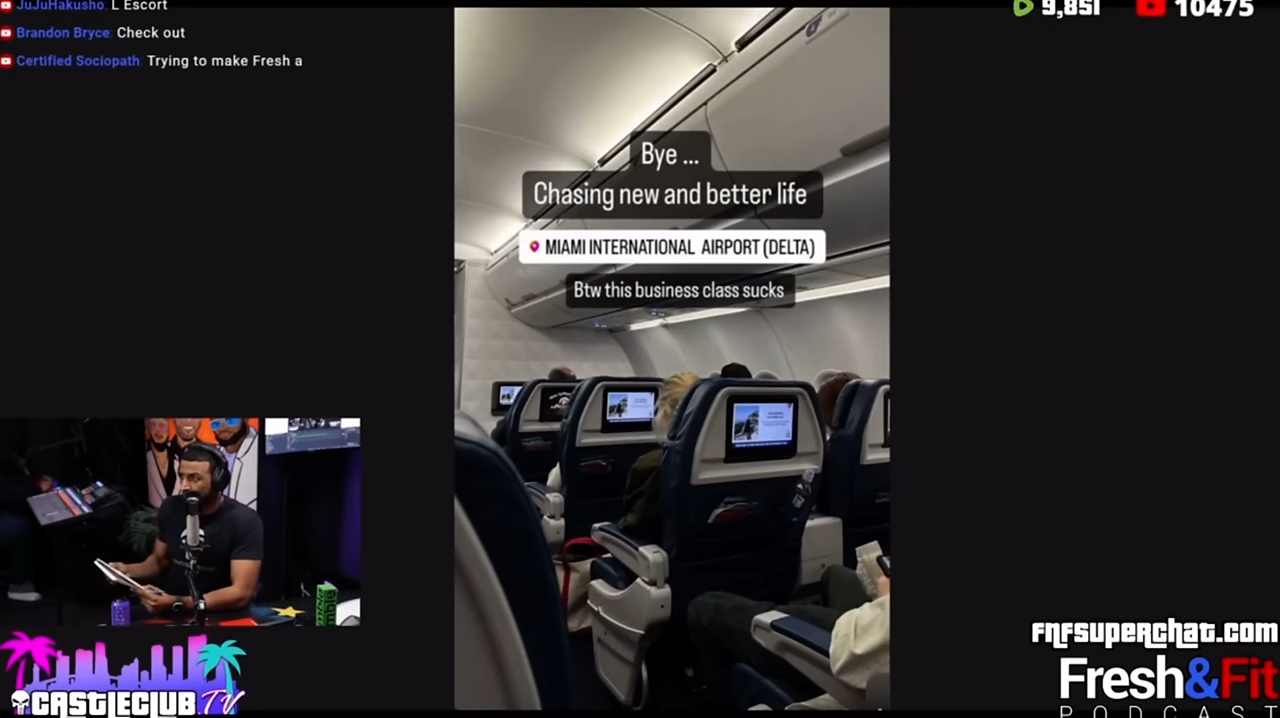 JuJuHakusho: L Escort
Brandon Bryce: Check out
Certified Sociopath: Trying to make Fresh a
9,851
10475
Bye ...
Chasing new and better life
MIAMI INTERNATIONAL AIRPORT (DELTA)
Btw this business class sucks
CASTLECLUB TV
FNFSUPERCHAT.COM
Fresh&Fit
PODCAST